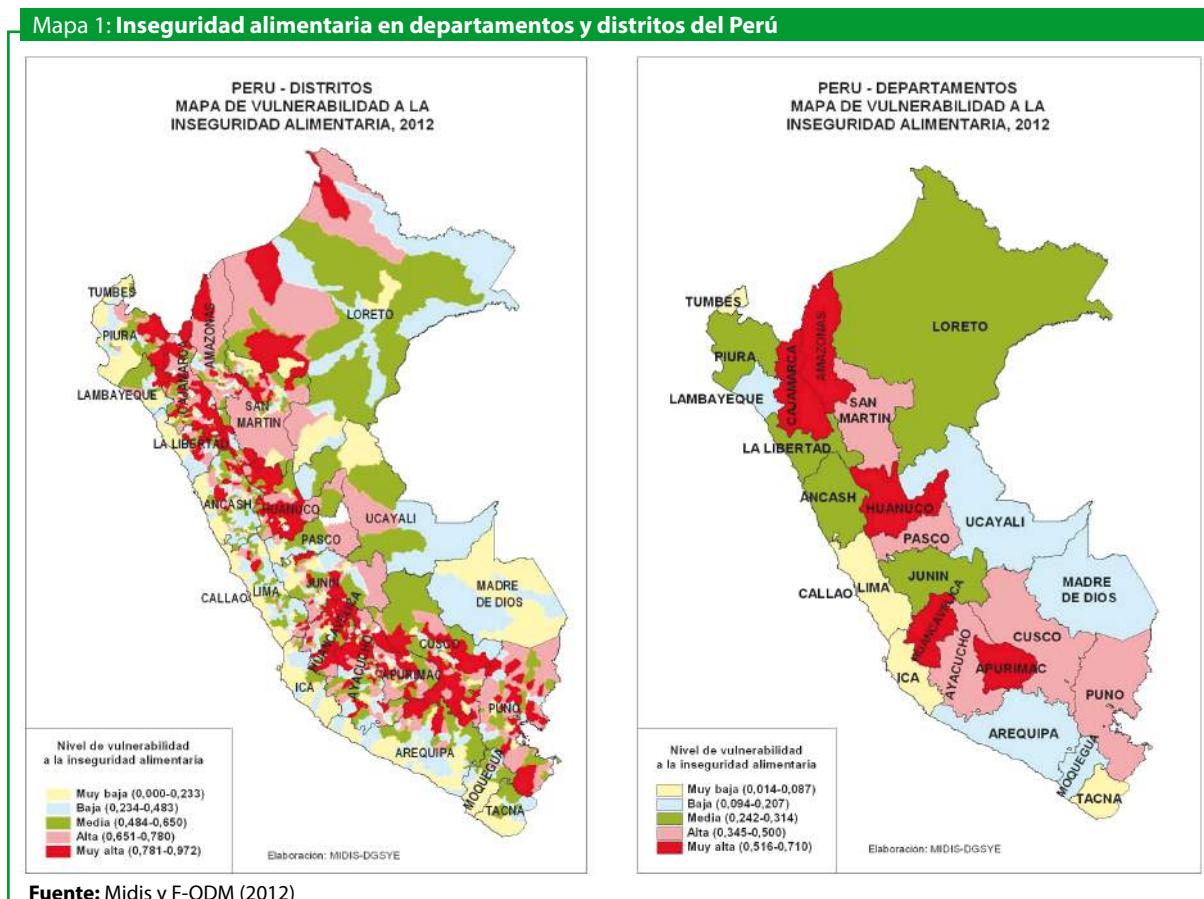 Mapa 1: Inseguridad alimentaria en departamentos y distritos del Perú
PERU - DISTRITOS
MAPA DE VULNERABILIDAD A LA
INSEGURIDAD ALIMENTARIA, 2012
TUMBES
PIURA
LORETO
AMAZONAS
CAJAMARCA
LAMBAYEQUE
SAN
MARTIN
LA LIBERTAD
ANCASH
HUANUCO
UCAYALI
PASCO
JUNIN
CALLAO
LIMA
MADRE
DE DIOS
HUANCAVELICA
CUSCO
AYACUCHO
APURIMAC
ICA
PUNO
AREQUIPA
MOQUEGUA
TACNA
Nivel de vulnerabilidad
a la inseguridad alimentaria
Muy baja (0,000-0,233)
Baja (0,234-0,483)
Media (0,484-0,650)
Alta (0,651-0,780)
Muy alta (0,781-0,972)
Elaboración: MIDIS-DGSYE
PERU - DEPARTAMENTOS
MAPA DE VULNERABILIDAD A LA
INSEGURIDAD ALIMENTARIA, 2012
TUMBES
LORETO
PIURA
AMAZONAS
CAJAMARCA
LAMBAYEQUE
SAN
MARTIN
LA LIBERTAD
ANCASH
HUANUCO
UCAYALI
PASCO
JUNIN
CALLAO
LIMA
MADRE
DE DIOS
HUANCAVELICA
CUSCO
AYACUCHO
APURIMAC
ICA
PUNO
AREQUIPA
MOQUEGUA
TACNA
Nivel de vulnerabilidad
a la inseguridad alimentaria
Muy baja (0,014-0,087)
Baja (0,094-0,207)
Media (0,242-0,314)
Alta (0,345-0,500)
Muy alta (0,516-0,710)
Elaboración: MIDIS-DGSYE
Fuente: Midis y F-ODM (2012)